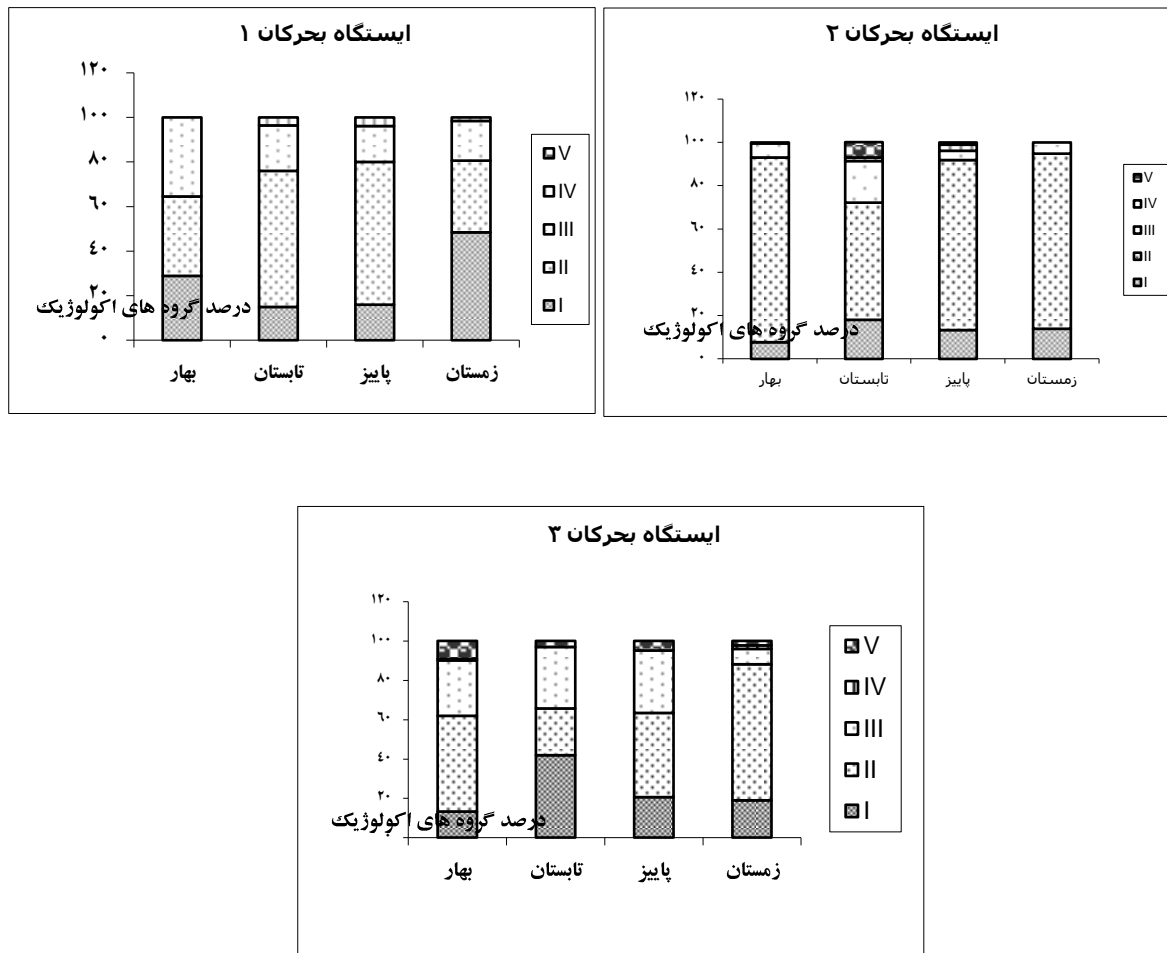 ایستگاه بحرکان ۱
۱۲۰
۱۰۰
۸۰
۶۰
۴۰
۲۰
۰
درصد گروه های اکولوژیک
بهار تابستان پاییز زمستان
V
IV
III
II
I
ایستگاه بحرکان ۲
۱۲۰
۱۰۰
۸۰
۶۰
۴۰
۲۰
۰
درصد گروه های اکولوژیک
بهار تابستان پاییز زمستان
V
IV
III
II
I
ایستگاه بحرکان ۳
۱۲۰
۱۰۰
۸۰
۶۰
۴۰
۲۰
۰
درصد گروه های اکولوژیک
بهار تابستان پاییز زمستان
V
IV
III
II
I